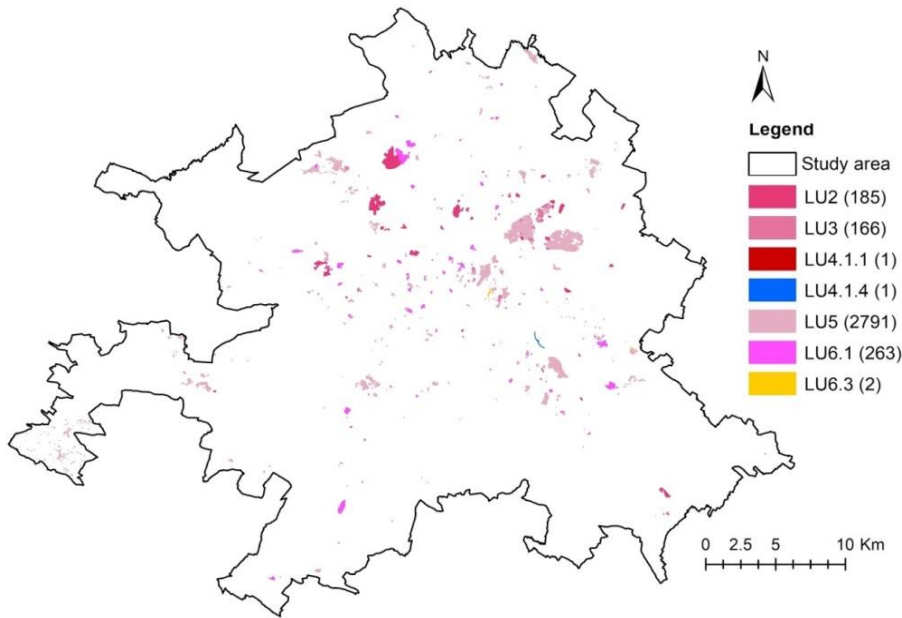 N
Legend
Study area
LU2 (185)
LU3 (166)
LU4.1.1 (1)
LU4.1.4 (1)
LU5 (2791)
LU6.1 (263)
LU6.3 (2)
0 2.5 5 10 Km